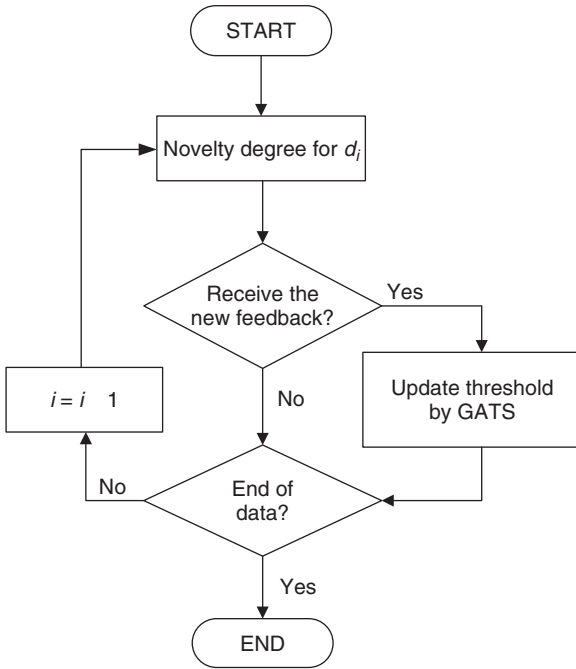 START
Novelty degree for dᵢ
Receive the
new feedback?
Yes
Update threshold
by GATS
No
i = i 1
End of
data?
No
Yes
END